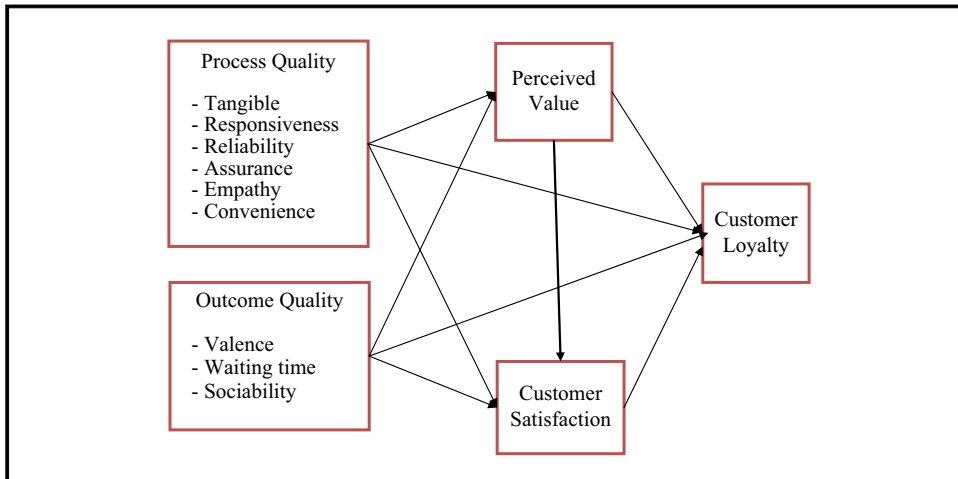 Process Quality
- Tangible
- Responsiveness
- Reliability
- Assurance
- Empathy
- Convenience
Outcome Quality
- Valence
- Waiting time
- Sociability
Perceived
Value
Customer
Satisfaction
Customer
Loyalty